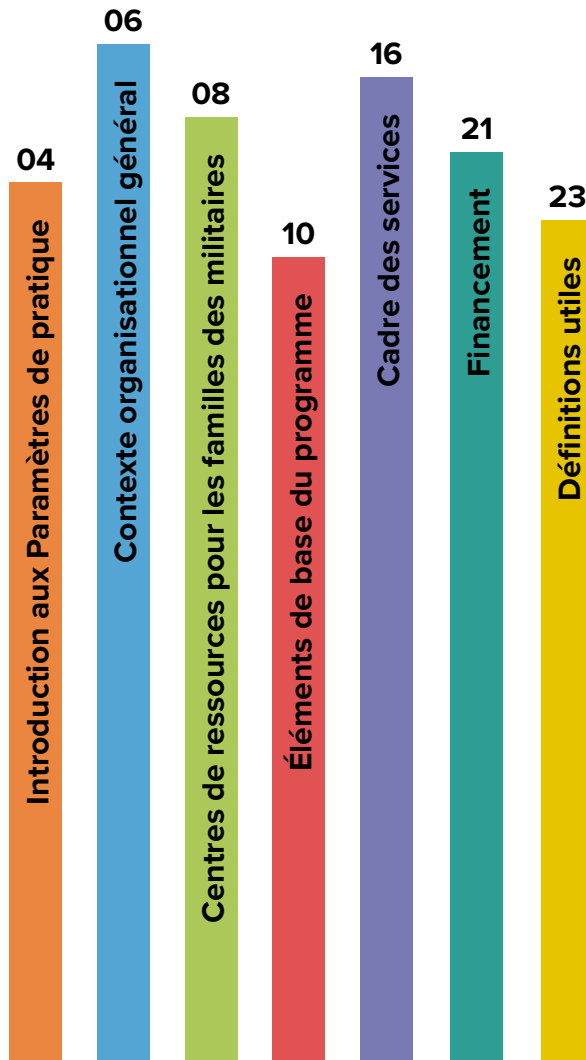 04
Introduction aux Paramètres de pratique
06
Contexte organisationnel général
08
Centres de ressources pour les familles des militaires
10
Éléments de base du programme
16
Cadre des services
21
Financement
23
Définitions utiles